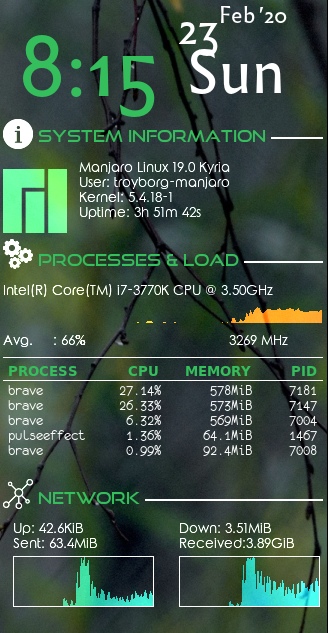 8:15
23 Feb '20
Sun
SYSTEM INFORMATION
Manjaro Linux 19.0 Kyria
User: troyborg-manjaro
Kernel: 5.4.18-1
Uptime: 3h 51m 42s
PROCESSES & LOAD
Intel(R) Core(TM) i7-3770K CPU @ 3.50GHz
Avg. : 66% 3269 MHz
PROCESS CPU MEMORY PID
brave 27.14% 578MiB 7181
brave 26.33% 573MiB 7147
brave 6.32% 569MiB 7004
pulseeffect 1.36% 64.1MiB 1467
brave 0.99% 92.4MiB 7008
NETWORK
Up: 42.6KiB Down: 3.51MiB
Sent: 63.4MiB Received:3.89GiB